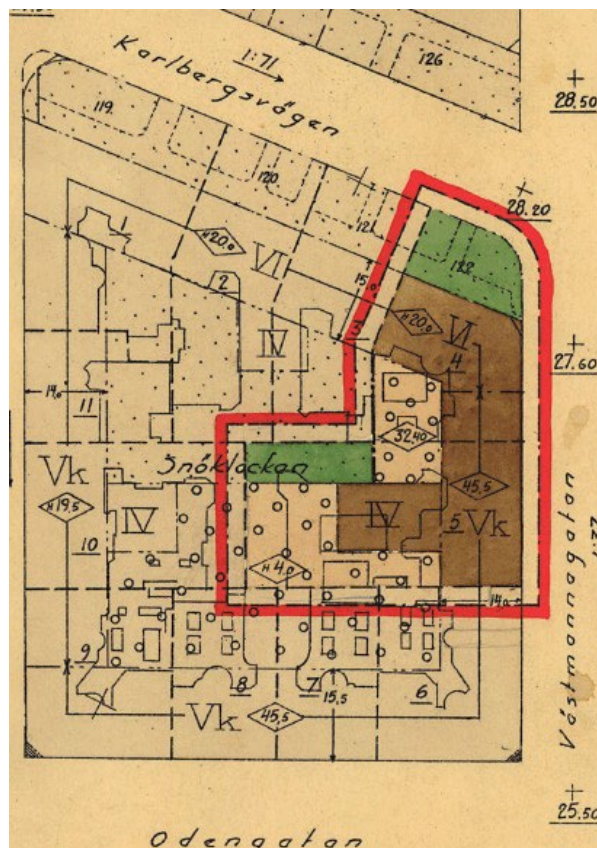 Karlbergsvägen
1:71
126
119.
28.50
120
121
28.20
122
1
H20.0
VI
15.0
2
3
H20.0
VI
IV
4
27.60
14.0
11
32.40
Snöklockan
45.5
Vk
H19.5
IV
IV
5
Vk
10
H4.0
14.0
Västmannagatan
9
8
7
15.5
6
Vk
45.5
25.50
Odengatan